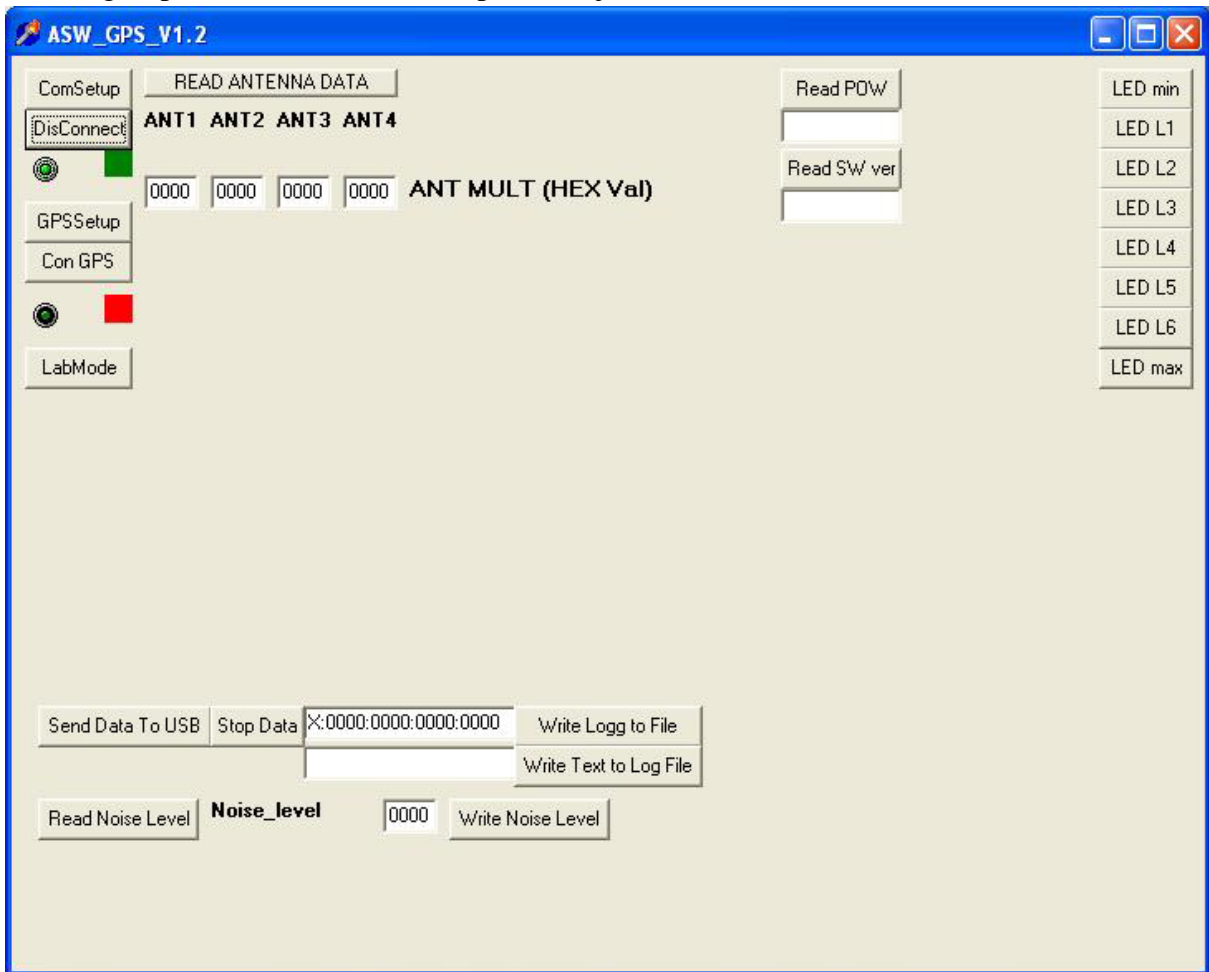 ASW_GPS_V1.2
ComSetup
READ ANTENNA DATA
Read POW
LED min
DisConnect
ANT1 ANT2 ANT3 ANT4
LED L1
Read SW ver
LED L2
0000 0000 0000 0000 ANT MULT (HEX Val)
GPSSetup
LED L3
Con GPS
LED L4
LED L5
LED L6
LabMode
LED max
Send Data To USB
Stop Data
X:0000:0000:0000:0000
Write Logg to File
Write Text to Log File
Read Noise Level
Noise_level
0000
Write Noise Level